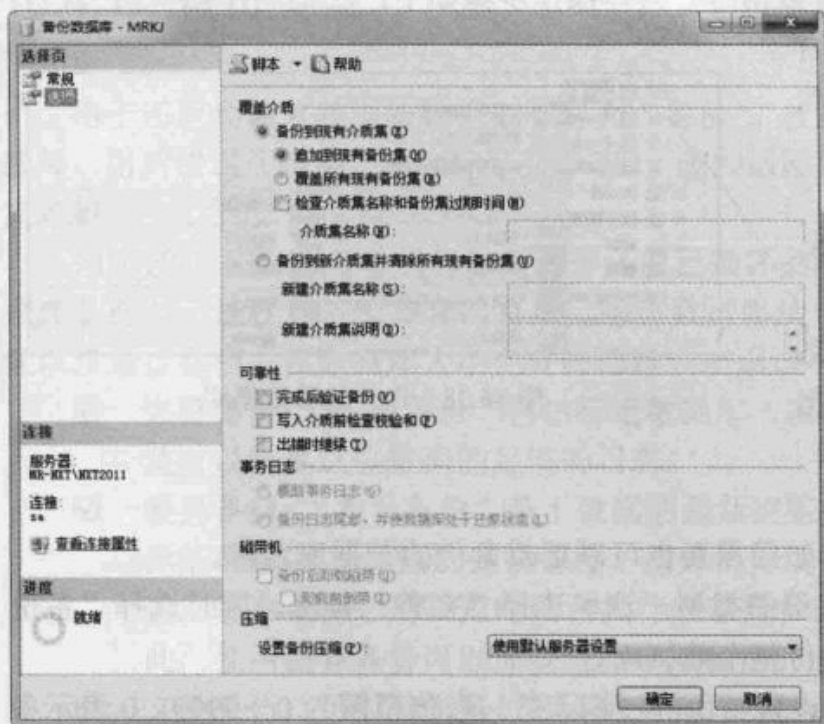 备份数据库 - MRKJ
选择页
常规
选项
脚本 帮助
覆盖介质
备份到现有介质集(E)
追加到现有备份集(H)
覆盖所有现有备份集(R)
检查介质集名称和备份集过期时间(M)
介质集名称(N):
备份到新介质集并清除所有现有备份集(U)
新建介质集名称(S):
新建介质集说明(D):
可靠性
完成后验证备份(V)
写入介质前检查校验和(P)
出错时继续(T)
事务日志
截断事务日志(G)
备份日志尾部，并使数据库处于还原状态(L)
磁带机
备份后卸载磁带(Q)
卸载前倒带(I)
压缩
设置备份压缩(P):
使用默认服务器设置
连接
服务器:
MR-NXT\NXT2011
连接
sa
查看连接属性
进度
就绪
确定 取消